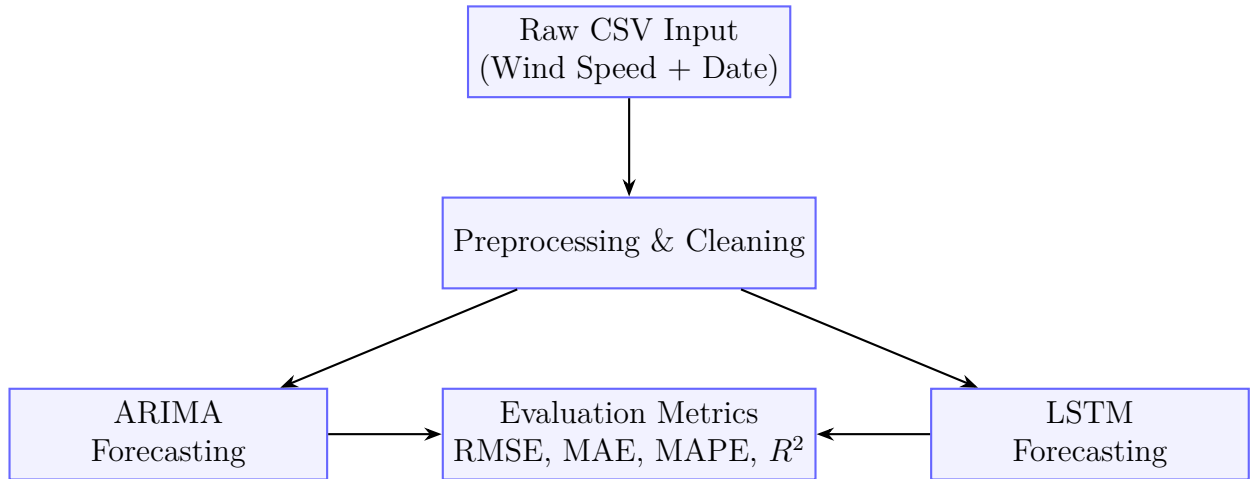 Raw CSV Input
(Wind Speed + Date)
Preprocessing & Cleaning
ARIMA
Forecasting
Evaluation Metrics
RMSE, MAE, MAPE, R²
LSTM
Forecasting